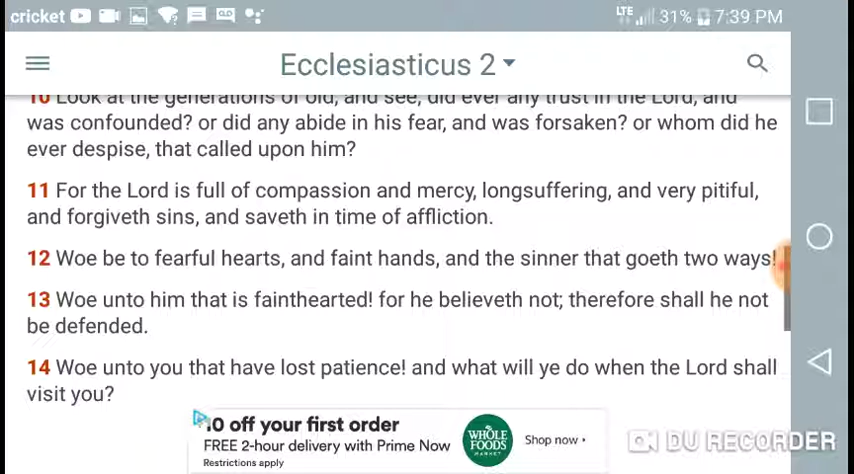 cricket LTE 31% 7:39 PM
Ecclesiasticus 2
10 Look at the generations of old, and see, did ever any trust in the Lord, and
was confounded? or did any abide in his fear, and was forsaken? or whom did he
ever despise, that called upon him?
11 For the Lord is full of compassion and mercy, longsuffering, and very pitiful,
and forgiveth sins, and saveth in time of affliction.
12 Woe be to fearful hearts, and faint hands, and the sinner that goeth two ways!
13 Woe unto him that is fainthearted! for he believeth not; therefore shall he not
be defended.
14 Woe unto you that have lost patience! and what will ye do when the Lord shall
visit you?
10 off your first order
FREE 2-hour delivery with Prime Now
Restrictions apply
WHOLE
FOODS
MARKET
Shop now
DU RECORDER